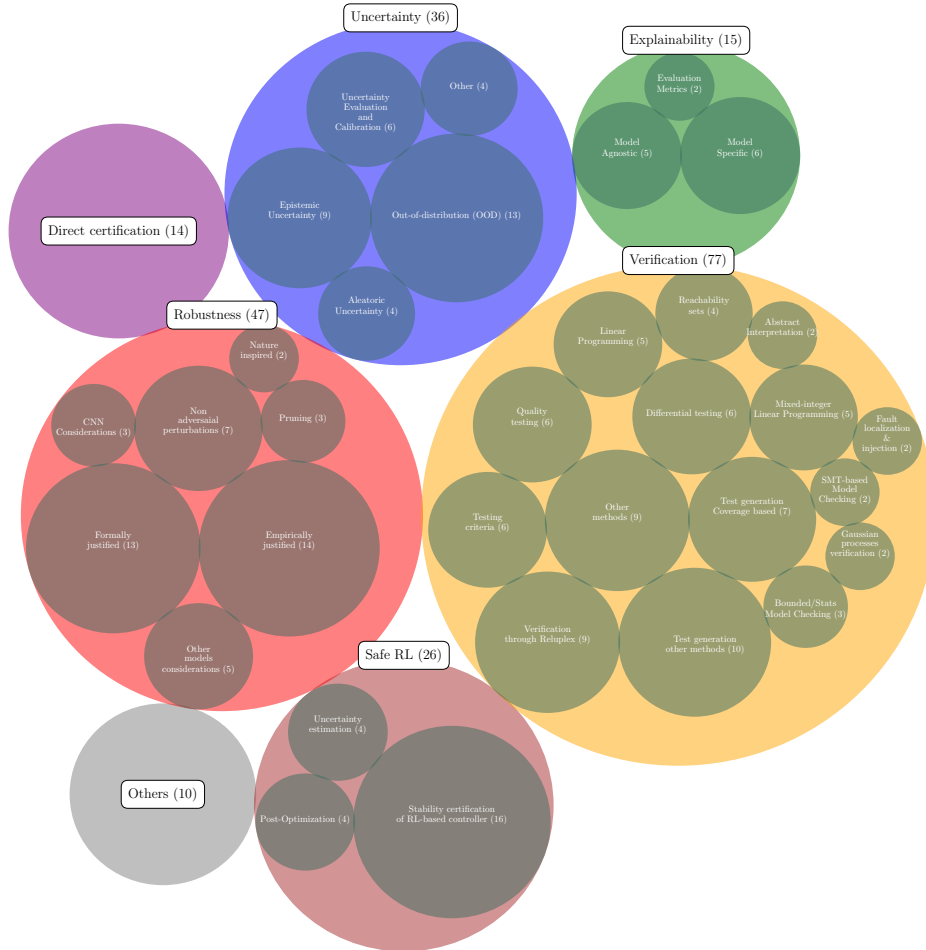 Uncertainty (36)
Other (4)
Uncertainty
Evaluation
and
Calibration (6)
Epistemic
Uncertainty (9)
Out-of-distribution (OOD) (13)
Aleatoric
Uncertainty (4)
Explainability (15)
Evaluation
Metrics (2)
Model
Agnostic (5)
Model
Specific (6)
Direct certification (14)
Robustness (47)
Nature
inspired (2)
CNN
Considerations (3)
Non
adversaial
perturbations (7)
Pruning (3)
Formally
justified (13)
Empirically
justified (14)
Other
models
considerations (5)
Verification (77)
Reachability
sets (4)
Linear
Programming (5)
Abstract
Interpretation (2)
Quality
testing (6)
Differential testing (6)
Mixed-integer
Linear Programming (5)
Fault
localization
&
injection (2)
SMT-based
Model
Checking (2)
Testing
criteria (6)
Other
methods (9)
Test generation
Coverage based (7)
Gaussian
processes
verification (2)
Bounded/Stats
Model Checking (3)
Verification
through Reluplex (9)
Test generation
other methods (10)
Safe RL (26)
Uncertainty
estimation (4)
Post-Optimization (4)
Stability certification
of RL-based controller (16)
Others (10)